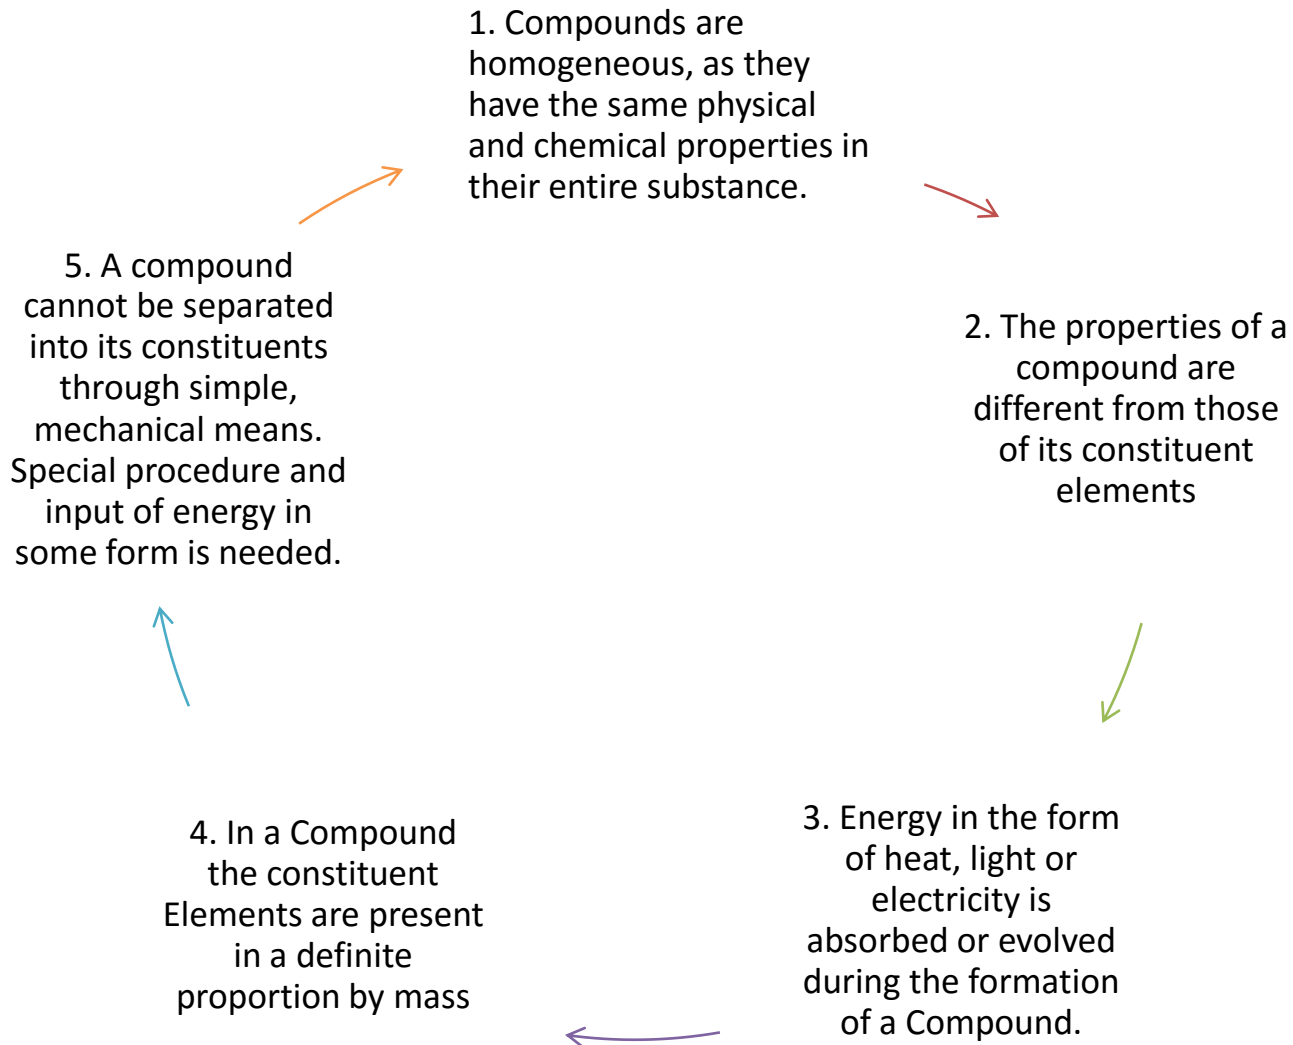 1. Compounds are
homogeneous, as they
have the same physical
and chemical properties in
their entire substance.
2. The properties of a
compound are
different from those
of its constituent
elements
3. Energy in the form
of heat, light or
electricity is
absorbed or evolved
during the formation
of a Compound.
4. In a Compound
the constituent
Elements are present
in a definite
proportion by mass
5. A compound
cannot be separated
into its constituents
through simple,
mechanical means.
Special procedure and
input of energy in
some form is needed.